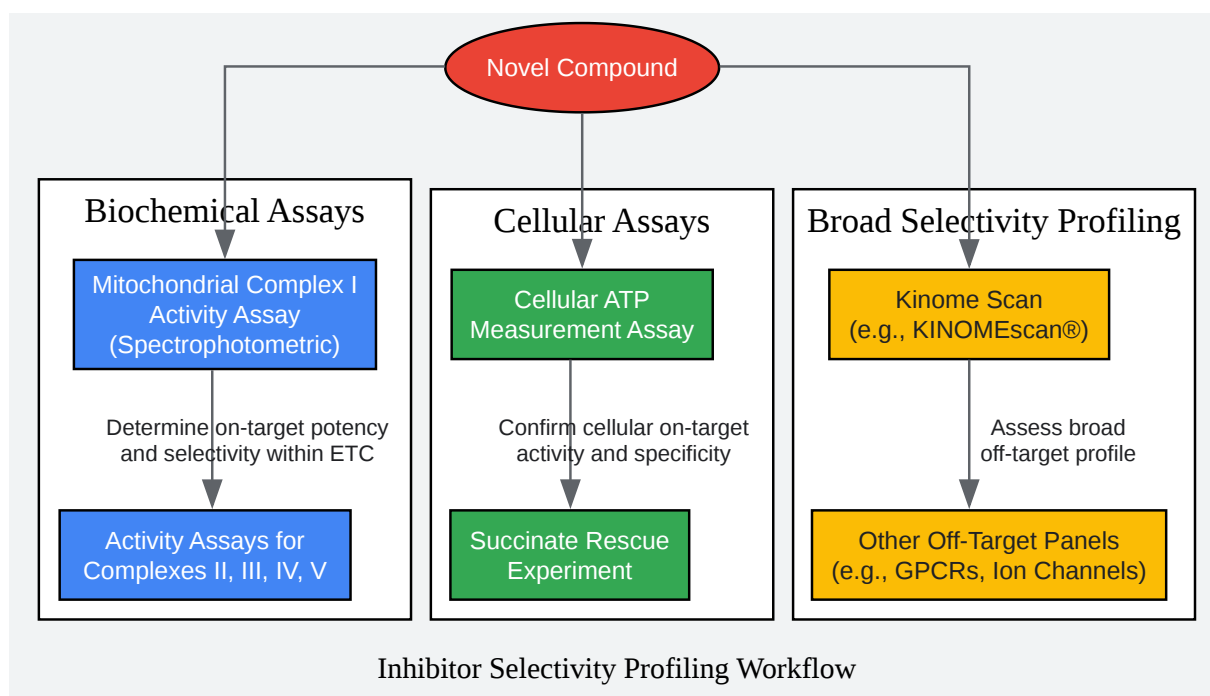 Novel Compound
Biochemical Assays
Mitochondrial Complex I
Activity Assay
(Spectrophotometric)
Determine on-target potency
and selectivity within ETC
Activity Assays for
Complexes II, III, IV, V
Cellular Assays
Cellular ATP
Measurement Assay
Confirm cellular on-target
activity and specificity
Succinate Rescue
Experiment
Broad Selectivity Profiling
Kinome Scan
(e.g., KINOMEscan®)
Assess broad
off-target profile
Other Off-Target Panels
(e.g., GPCRs, Ion Channels)
Inhibitor Selectivity Profiling Workflow